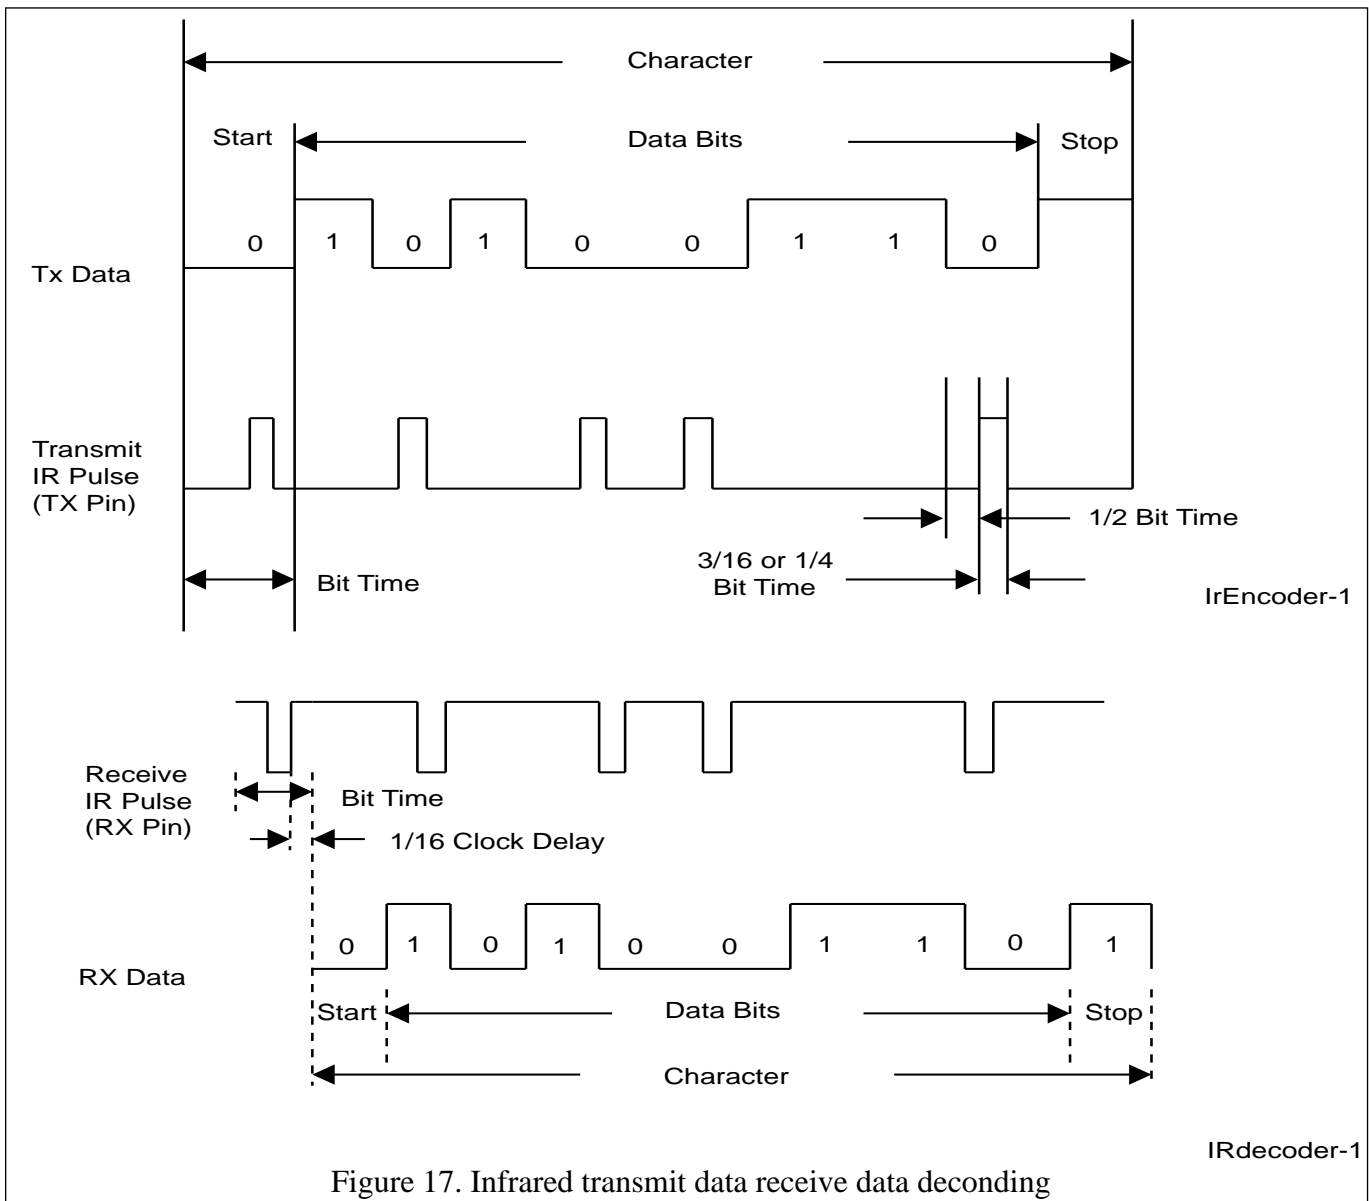 Character
Start
Data Bits
Stop
0 1 0 1 0 0 1 1 0
Tx Data
Transmit
IR Pulse
(TX Pin)
1/2 Bit Time
3/16 or 1/4
Bit Time
Bit Time
IrEncoder-1
Receive
IR Pulse
(RX Pin)
Bit Time
1/16 Clock Delay
0 1 0 1 0 0 1 1 0 1
RX Data
Start
Data Bits
Stop
Character
IRdecoder-1
Figure 17. Infrared transmit data receive data deconding